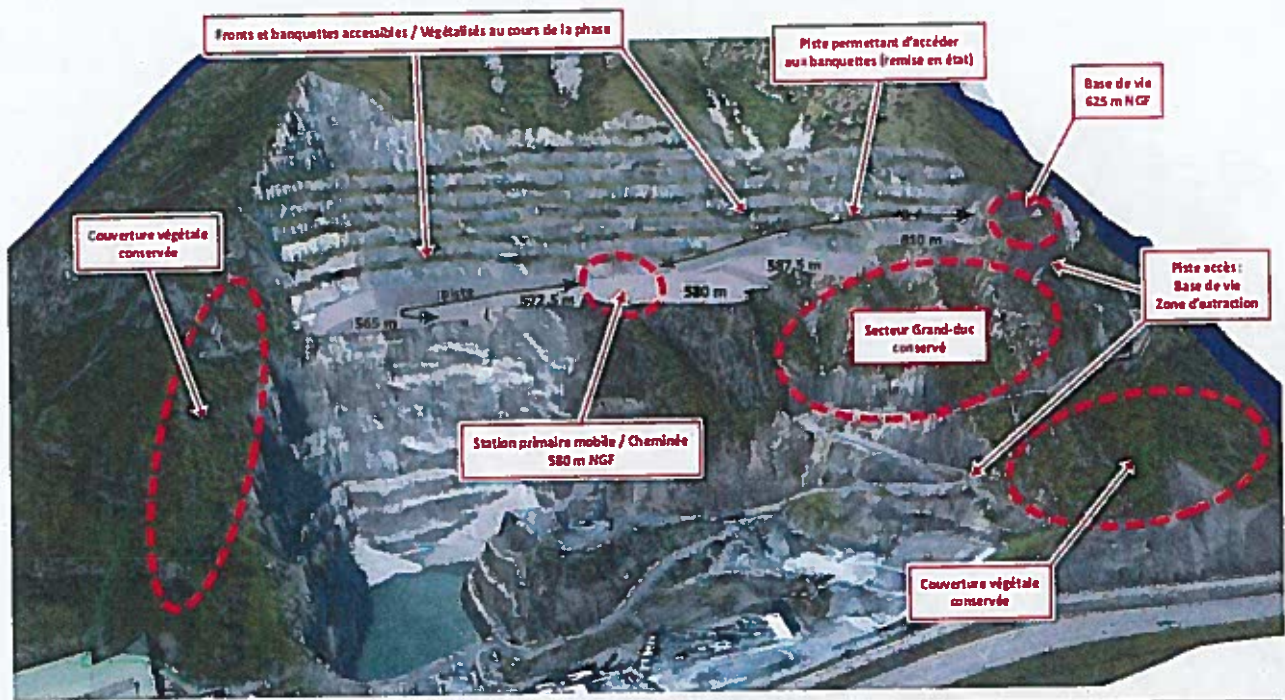 Fronts et banquettes accessibles / Végétalisés au cours de la phase
Piste permettant d'accéder
aux banquettes (remise en état)
Base de vie
625 m NGF
Couverture végétale
conservée
Piste accès :
Base de vie
Zone d'extraction
610 m
597,5 m
580 m
572,5 m
Piste
565 m
Secteur Grand-duc
conservé
Station primaire mobile / Cheminée
580 m NGF
Couverture végétale
conservée